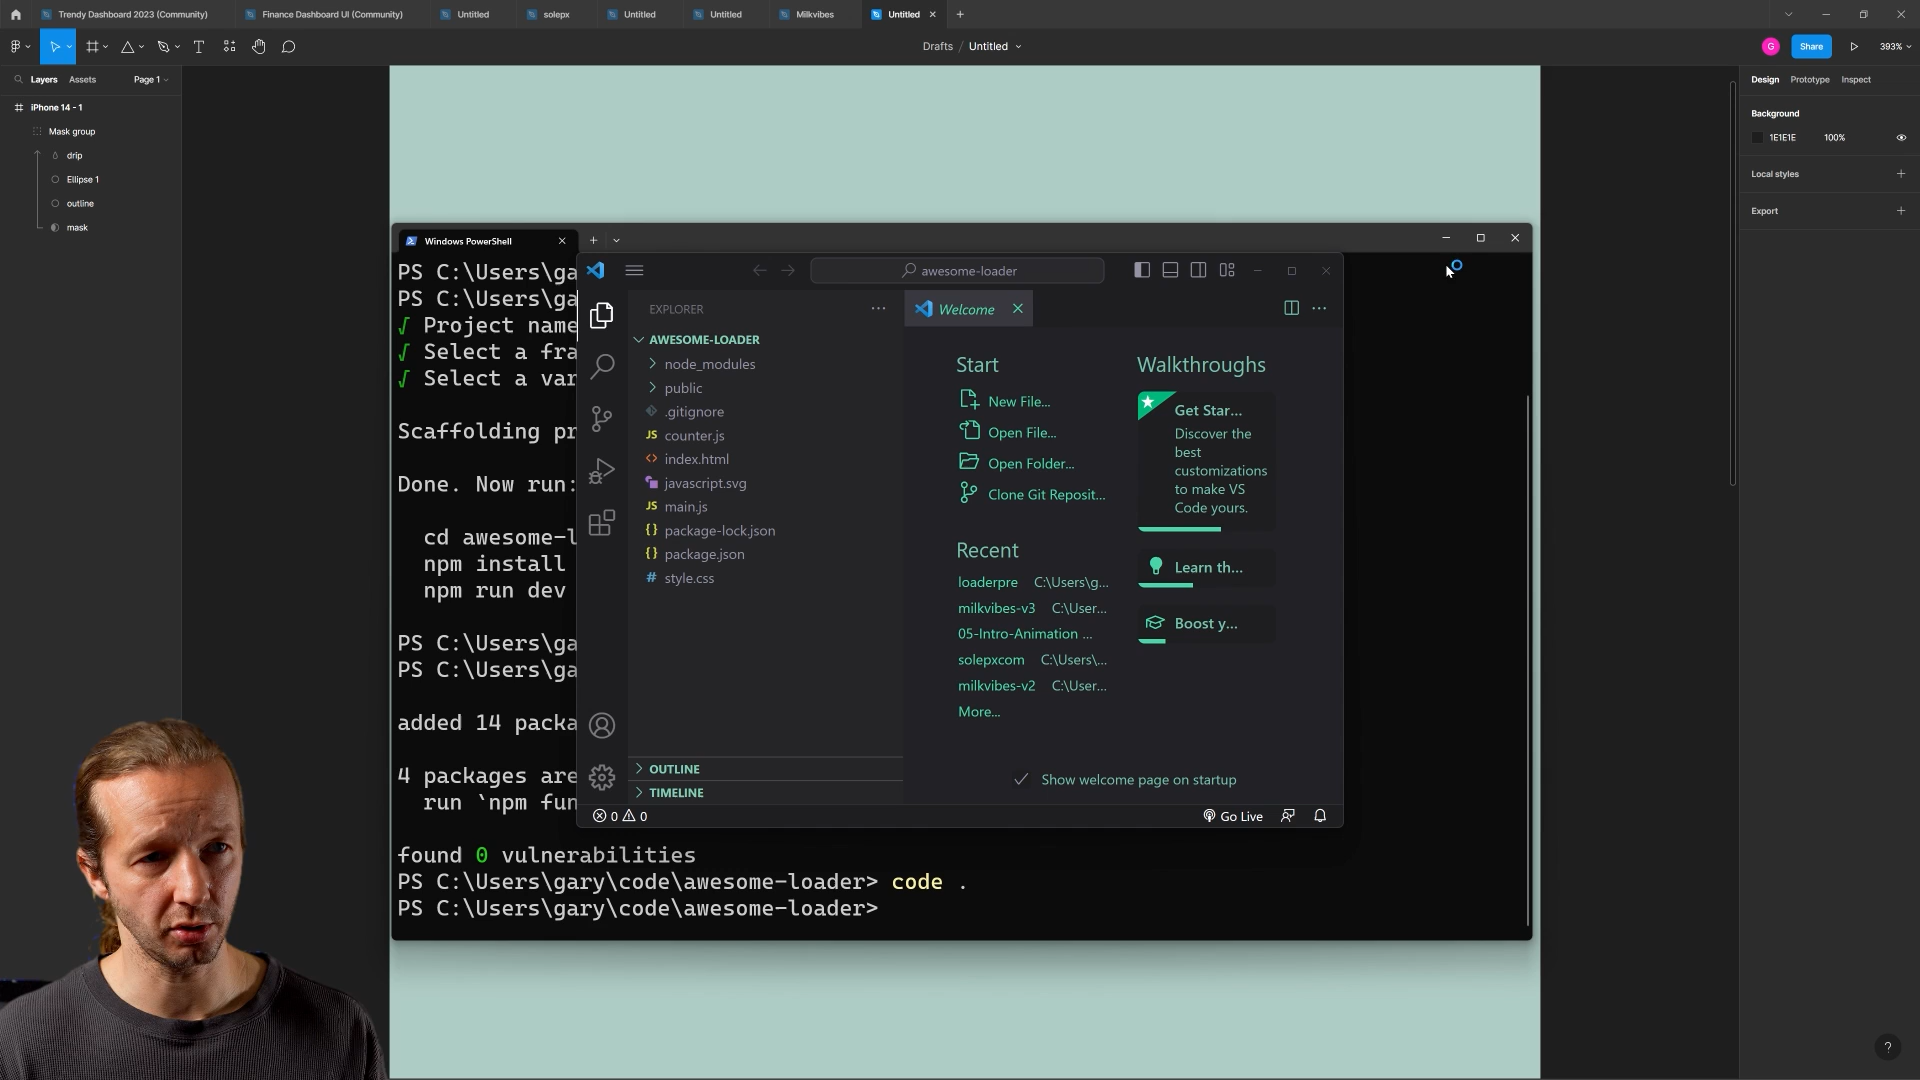 Trendy Dashboard 2023 (Community)
Finance Dashboard UI (Community)
Untitled
solepx
Untitled
Untitled
Milkvibes
Untitled
Drafts / Untitled
G
Share
393%
Layers
Assets
Page 1
iPhone 14 - 1
Mask group
drip
Ellipse 1
outline
mask
Design
Prototype
Inspect
Background
1E1E1E
100%
Local styles
Export
Windows PowerShell
PS C:\Users\ga
PS C:\Users\ga
√ Project name
√ Select a fra
√ Select a var
Scaffolding pr
Done. Now run:
cd awesome-l
npm install
npm run dev
PS C:\Users\ga
PS C:\Users\ga
added 14 packa
4 packages are
run `npm fun
found 0 vulnerabilities
PS C:\Users\gary\code\awesome-loader> code .
PS C:\Users\gary\code\awesome-loader>
awesome-loader
EXPLORER
AWESOME-LOADER
node_modules
public
.gitignore
JS counter.js
index.html
javascript.svg
JS main.js
{} package-lock.json
{} package.json
# style.css
OUTLINE
TIMELINE
0 0
Welcome
Start
New File...
Open File...
Open Folder...
Clone Git Reposit...
Recent
loaderpre C:\Users\g...
milkvibes-v3 C:\User...
05-Intro-Animation ...
solepxcom C:\Users\...
milkvibes-v2 C:\User...
More...
Walkthroughs
Get Star...
Discover the
best
customizations
to make VS
Code yours.
Learn th...
Boost y...
Show welcome page on startup
Go Live
?